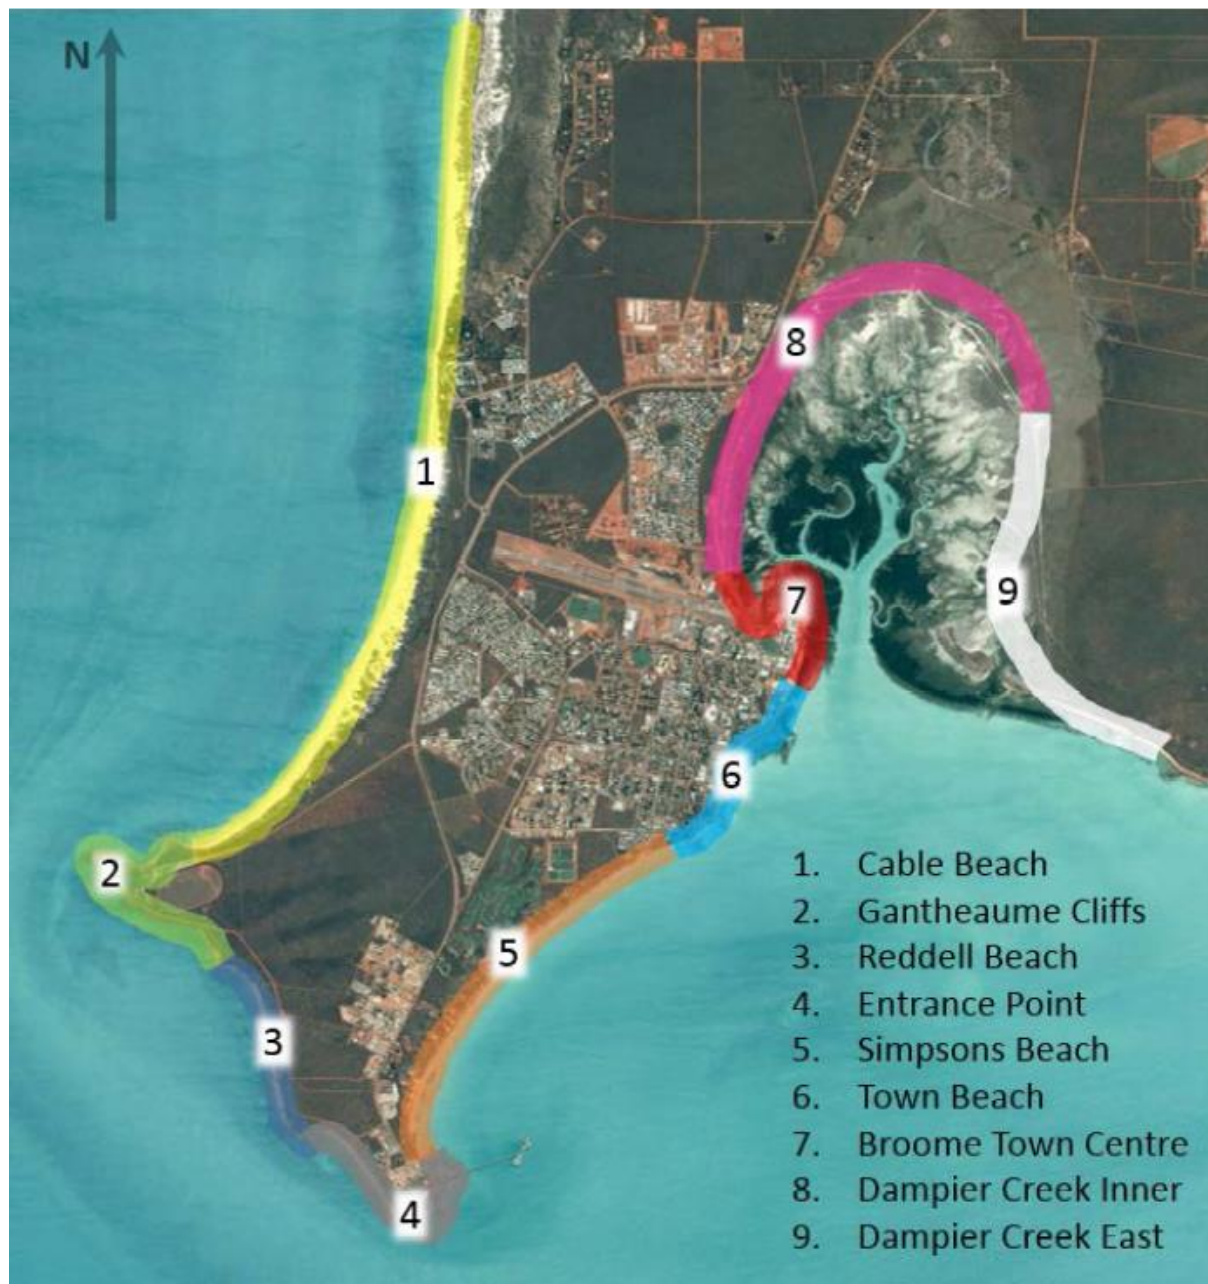 N
8
1
9
7
6
2
5
3
4
1. Cable Beach
2. Gantheaume Cliffs
3. Reddell Beach
4. Entrance Point
5. Simpsons Beach
6. Town Beach
7. Broome Town Centre
8. Dampier Creek Inner
9. Dampier Creek East